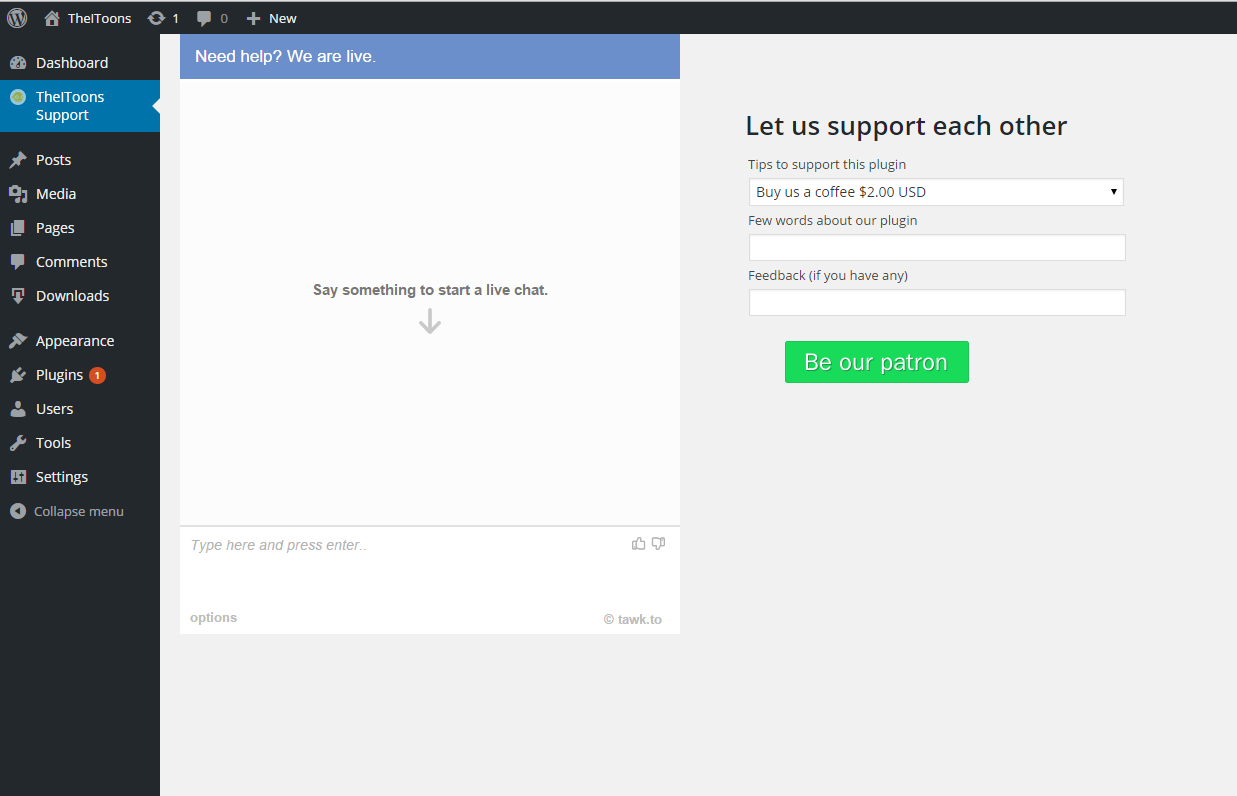 TheIToons 1 0 New
Dashboard
TheIToons
Support
Posts
Media
Pages
Comments
Downloads
Appearance
Plugins 1
Users
Tools
Settings
Collapse menu
Need help? We are live.
Say something to start a live chat.
Type here and press enter..
options
© tawk.to
Let us support each other
Tips to support this plugin
Buy us a coffee $2.00 USD
Few words about our plugin
Feedback (if you have any)
Be our patron